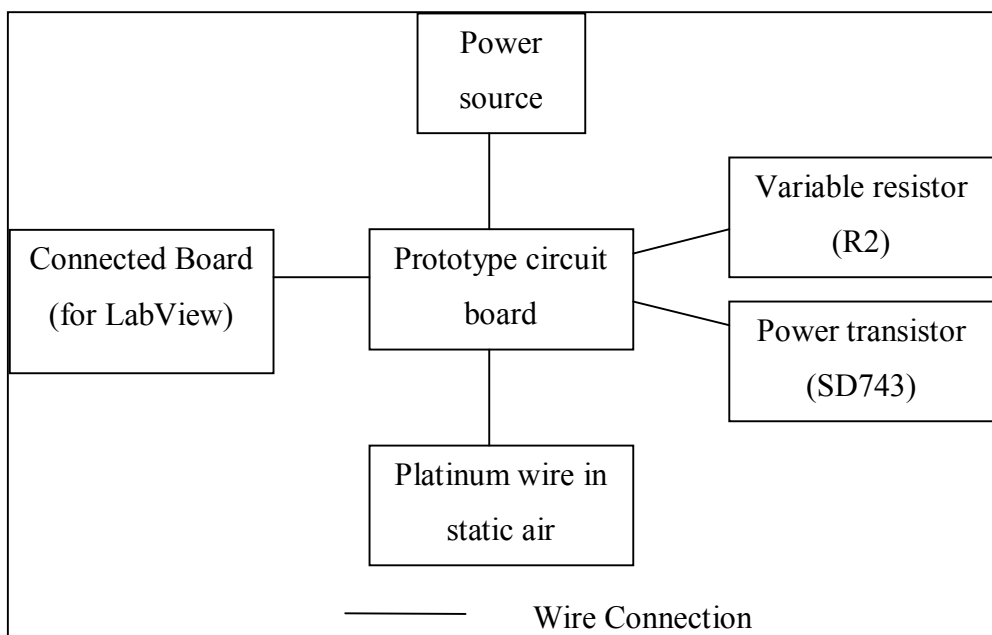 Power
source
Variable resistor
(R2)
Connected Board
(for LabView)
Prototype circuit
board
Power transistor
(SD743)
Platinum wire in
static air
Wire Connection